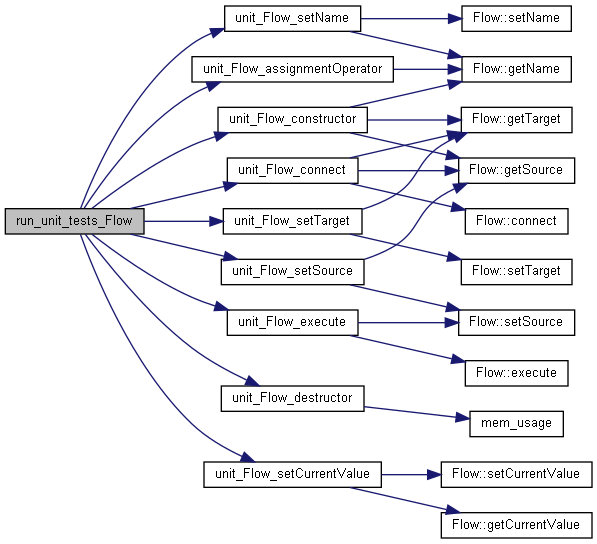 run_unit_tests_Flow
unit_Flow_setName
unit_Flow_assignmentOperator
unit_Flow_constructor
unit_Flow_connect
unit_Flow_setTarget
unit_Flow_setSource
unit_Flow_execute
unit_Flow_destructor
unit_Flow_setCurrentValue
Flow::setName
Flow::getName
Flow::getTarget
Flow::getSource
Flow::connect
Flow::setTarget
Flow::setSource
Flow::execute
mem_usage
Flow::setCurrentValue
Flow::getCurrentValue